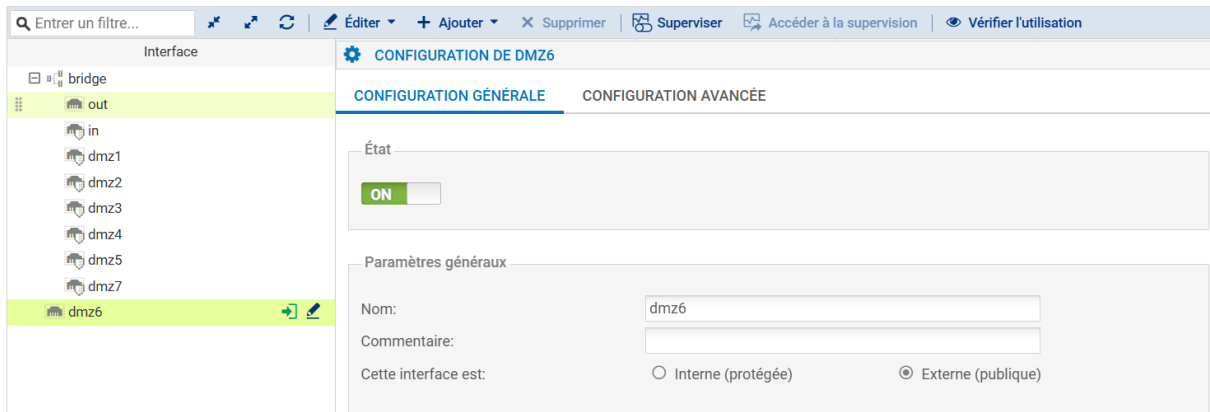 Entrer un filtre... Éditer Ajouter Supprimer Superviser Accéder à la supervision Vérifier l'utilisation
Interface
CONFIGURATION DE DMZ6
bridge
out
in
dmz1
dmz2
dmz3
dmz4
dmz5
dmz7
dmz6
CONFIGURATION GÉNÉRALE CONFIGURATION AVANCÉE
État
ON
Paramètres généraux
Nom: dmz6
Commentaire:
Cette interface est: Interne (protégée) Externe (publique)